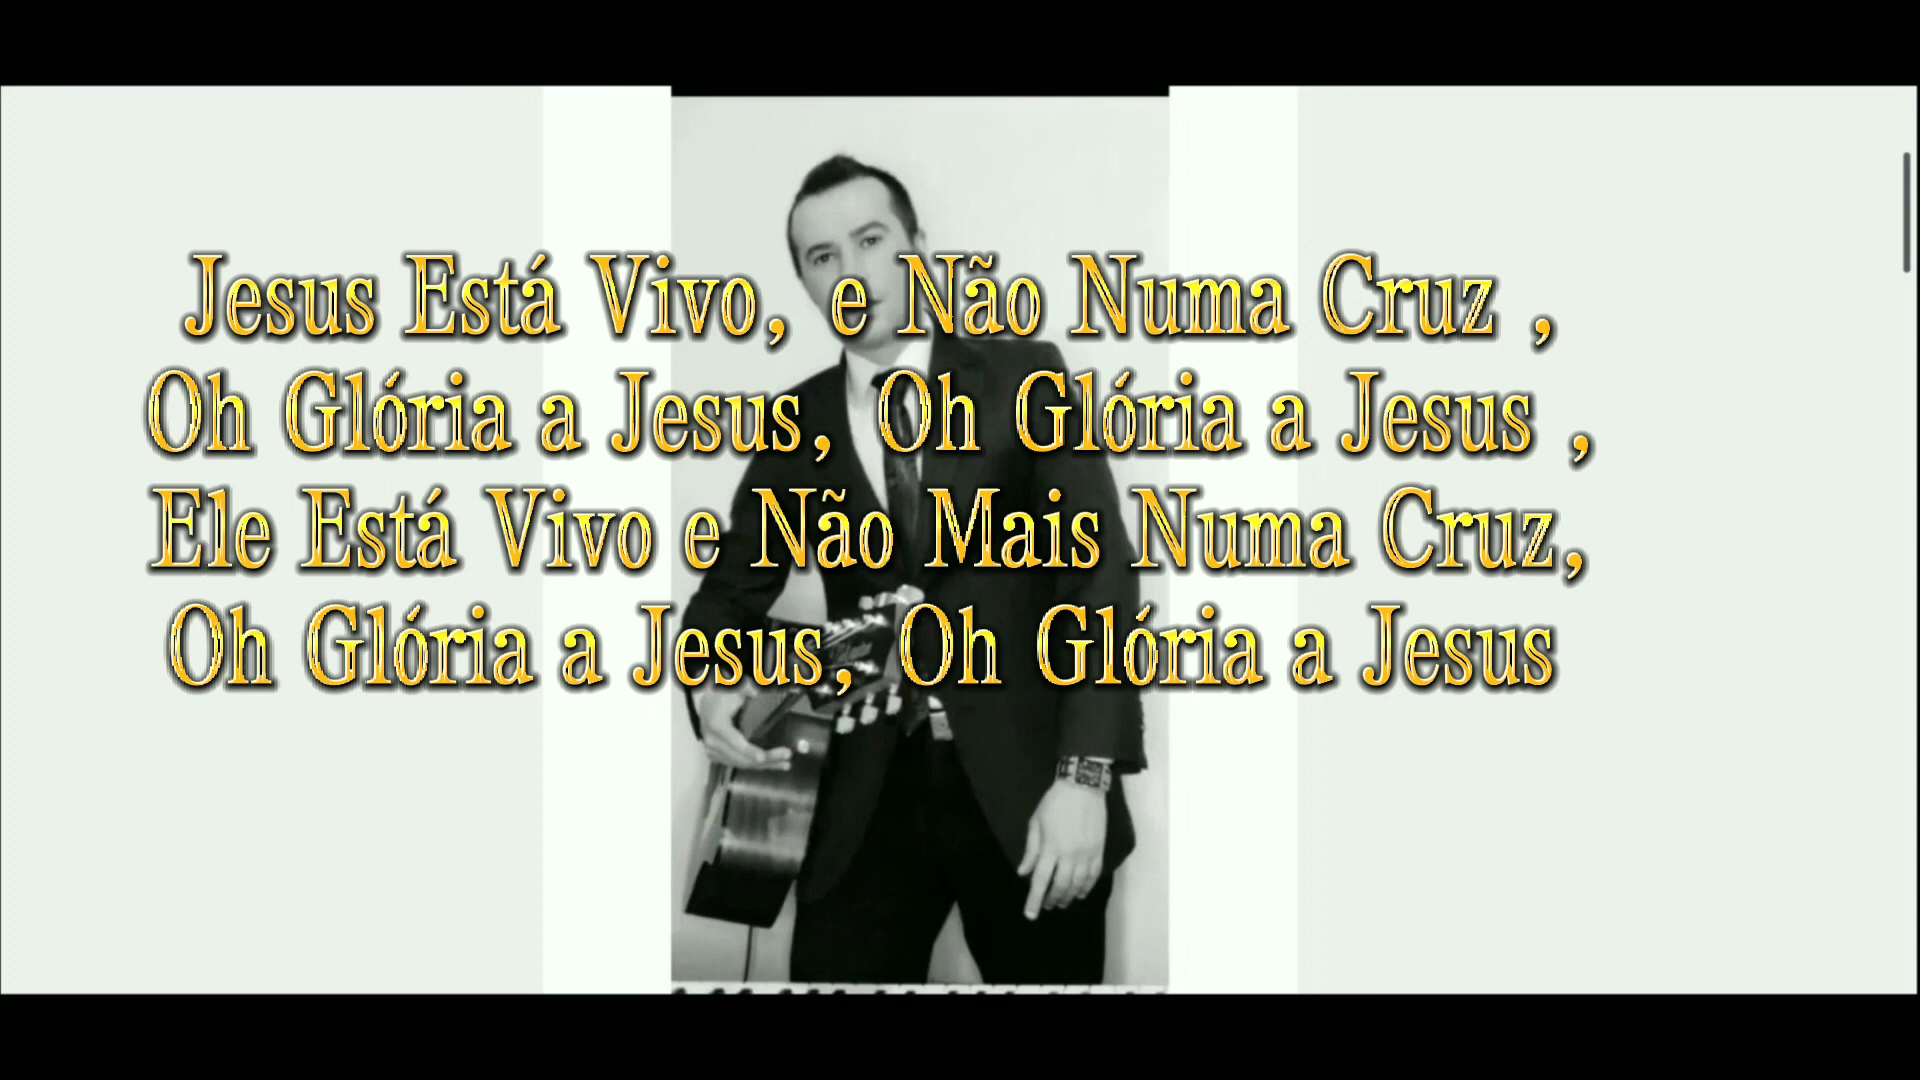 Jesus Está Vivo, e Não Numa Cruz ,
Oh Glória a Jesus, Oh Glória a Jesus ,
Ele Está Vivo e Não Mais Numa Cruz,
Oh Glória a Jesus, Oh Glória a Jesus